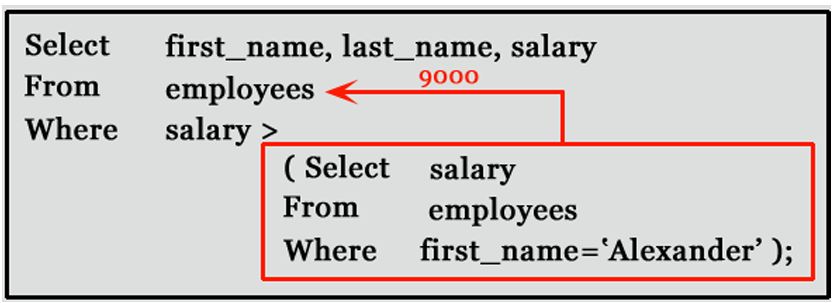 Select first_name, last_name, salary
From employees
9000
Where salary >
( Select salary
From employees
Where first_name=‛Alexander’ );